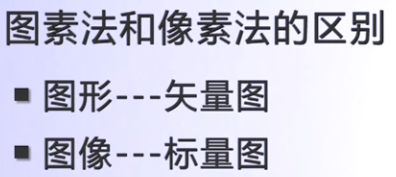 图素法和像素法的区别
■ 图形---矢量图
■ 图像---标量图